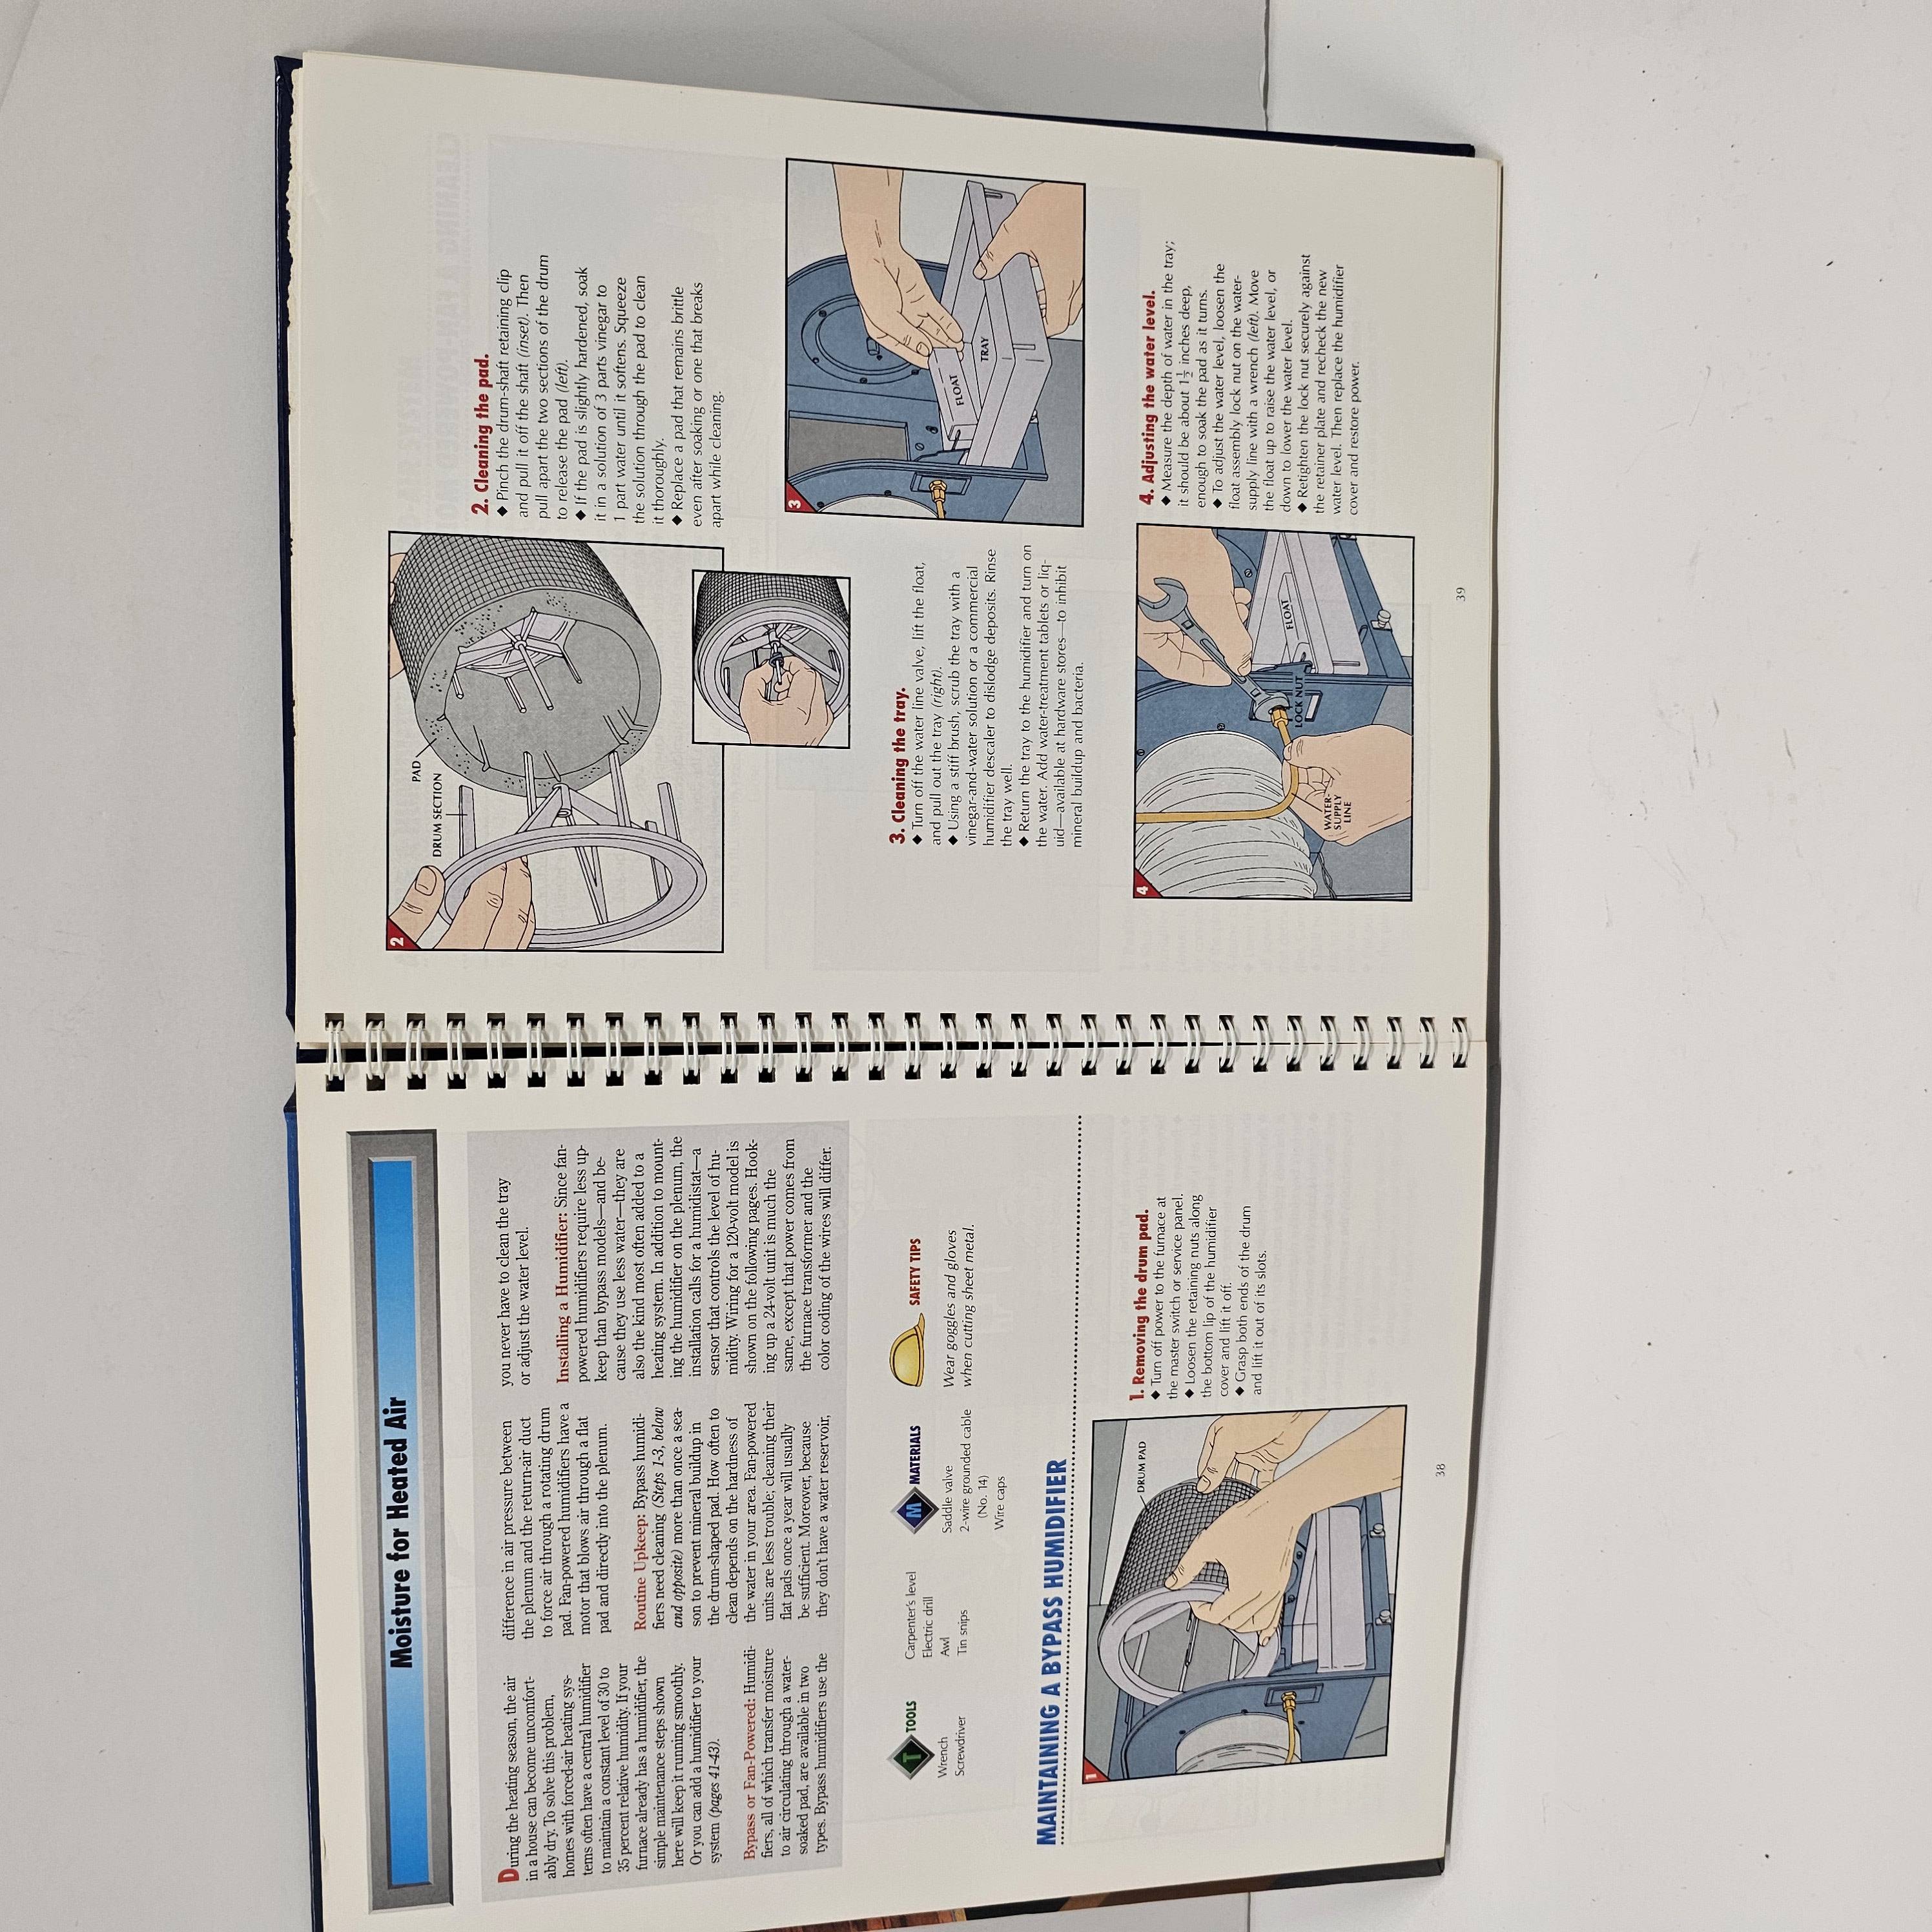 Moisture for Heated Air
During the heating season, the air
in a house can become uncomfort-
ably dry. To solve this problem,
homes with forced-air heating sys-
tems often have a central humidifier
to maintain a constant level of 30 to
35 percent relative humidity. If your
furnace already has a humidifier, the
simple maintenance steps shown
here will keep it running smoothly.
Or you can add a humidifier to your
system (pages 41-43).
Bypass or Fan-Powered: Humidi-
fiers, all of which transfer moisture
to air circulating through a water-
soaked pad, are available in two
types. Bypass humidifiers use the
difference in air pressure between
the plenum and the return-air duct
to force air through a rotating drum
pad. Fan-powered humidifiers have a
motor that blows air through a flat
pad and directly into the plenum.
Routine Upkeep: Bypass humidi-
fiers need cleaning (Steps 1-3, below
and opposite) more than once a sea-
son to prevent mineral buildup in
the drum-shaped pad. How often to
clean depends on the hardness of
the water in your area. Fan-powered
units are less trouble; cleaning their
flat pads once a year will usually
be sufficient. Moreover, because
they don't have a water reservoir,
you never have to clean the tray
or adjust the water level.
Installing a Humidifier: Since fan-
powered humidifiers require less up-
keep than bypass models—and be-
cause they use less water—they are
also the kind most often added to a
heating system. In addition to mount-
ing the humidifier on the plenum, the
installation calls for a humidistat—a
sensor that controls the level of hu-
midity. Wiring for a 120-volt model is
shown on the following pages. Hook-
ing up a 24-volt unit is much the
same, except that power comes from
the furnace transformer and the
color coding of the wires will differ.
T TOOLS
Wrench
Screwdriver
Carpenter's level
Electric drill
Awl
Tin snips
M MATERIALS
Saddle valve
2-wire grounded cable
(No. 14)
Wire caps
SAFETY TIPS
Wear goggles and gloves
when cutting sheet metal.
MAINTAINING A BYPASS HUMIDIFIER
1
DRUM PAD
1. Removing the drum pad.
◆ Turn off power to the furnace at
the master switch or service panel.
◆ Loosen the retaining nuts along
the bottom lip of the humidifier
cover and lift it off.
◆ Grasp both ends of the drum
and lift it out of its slots.
38
2
PAD
DRUM SECTION
2. Cleaning the pad.
◆ Pinch the drum-shaft retaining clip
and pull it off the shaft (inset). Then
pull apart the two sections of the drum
to release the pad (left).
◆ If the pad is slightly hardened, soak
it in a solution of 3 parts vinegar to
1 part water until it softens. Squeeze
the solution through the pad to clean
it thoroughly.
◆ Replace a pad that remains brittle
even after soaking or one that breaks
apart while cleaning.
3
FLOAT
TRAY
3. Cleaning the tray.
◆ Turn off the water line valve, lift the float,
and pull out the tray (right).
◆ Using a stiff brush, scrub the tray with a
vinegar-and-water solution or a commercial
humidifier descaler to dislodge deposits. Rinse
the tray well.
◆ Return the tray to the humidifier and turn on
the water. Add water-treatment tablets or liq-
uid—available at hardware stores—to inhibit
mineral buildup and bacteria.
4
LOCK NUT
FLOAT
WATER-
SUPPLY
LINE
4. Adjusting the water level.
◆ Measure the depth of water in the tray;
it should be about 1½ inches deep,
enough to soak the pad as it turns.
◆ To adjust the water level, loosen the
float assembly lock nut on the water-
supply line with a wrench (left). Move
the float up to raise the water level, or
down to lower the water level.
◆ Retighten the lock nut securely against
the retainer plate and recheck the new
water level. Then replace the humidifier
cover and restore power.
39